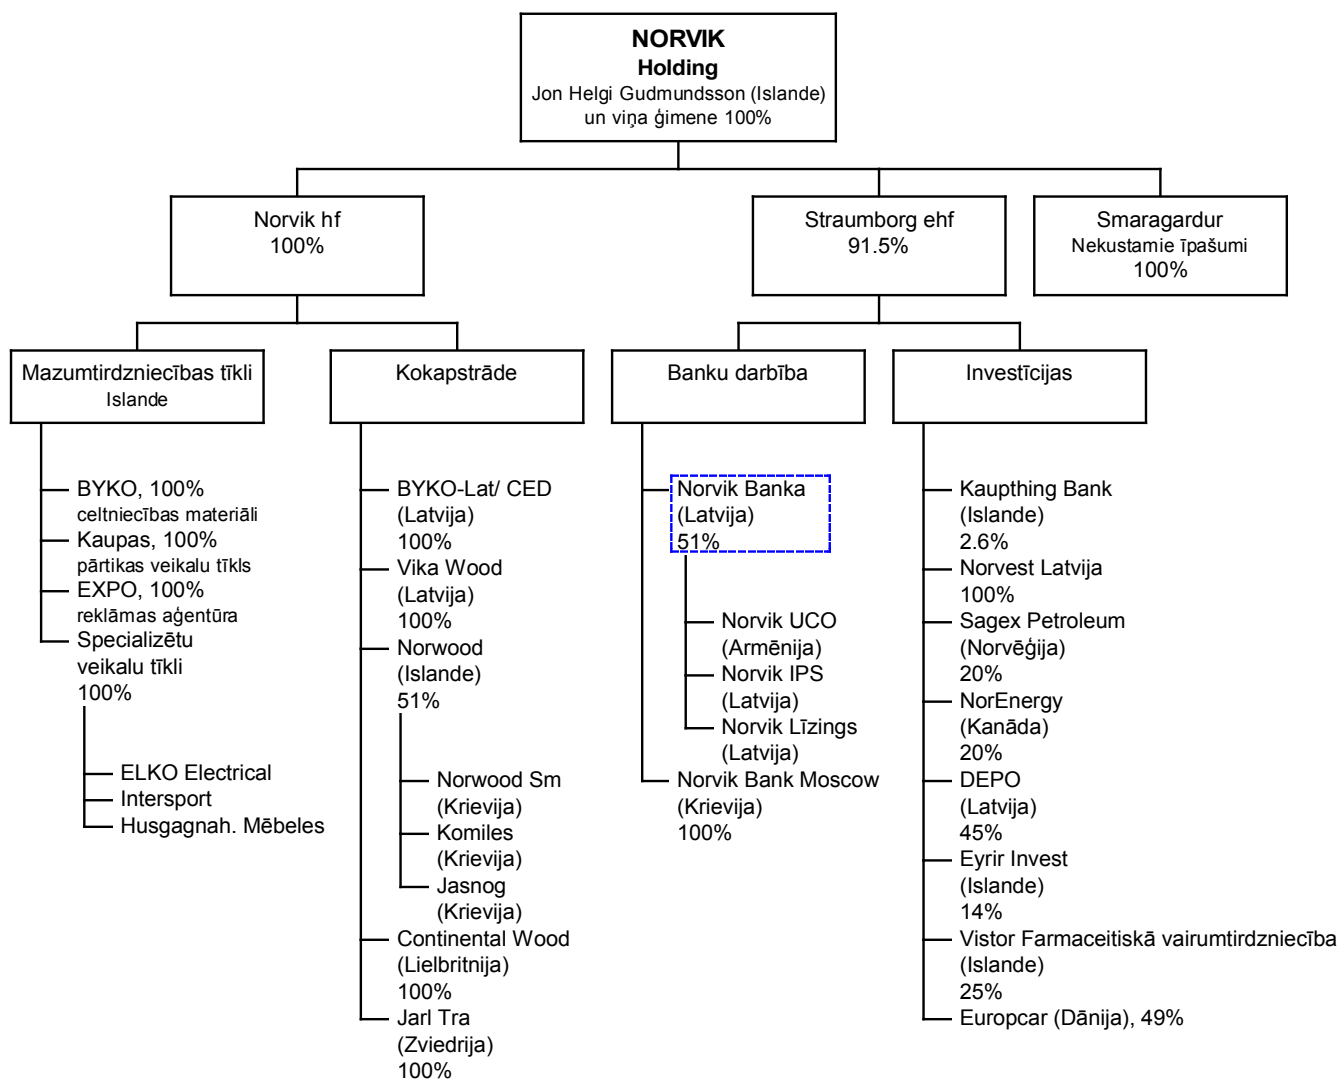 NORVIK
Holding
Jon Helgi Gudmundsson (Islande)
un viņa ģimene 100%
Norvik hf
100%
Straumborg ehf
91.5%
Smaragardur
Nekustamie īpašumi
100%
Mazumtirdzniecības tīkli
Islande
Kokapstrāde
Banku darbība
Investīcijas
BYKO, 100%
celtniecības materiāli
Kaupas, 100%
pārtikas veikalu tīkls
EXPO, 100%
reklāmas aģentūra
Specializētu
veikalu tīkli
100%
ELKO Electrical
Intersport
Husgagnah. Mēbeles
BYKO-Lat/ CED
(Latvija)
100%
Vika Wood
(Latvija)
100%
Norwood
(Islande)
51%
Norwood Sm
(Krievija)
Komiles
(Krievija)
Jasnog
(Krievija)
Continental Wood
(Lielbritnija)
100%
Jarl Tra
(Zviedrija)
100%
Norvik Banka
(Latvija)
51%
Norvik UCO
(Armēnija)
Norvik IPS
(Latvija)
Norvik Līzings
(Latvija)
Norvik Bank Moscow
(Krievija)
100%
Kaupthing Bank
(Islande)
2.6%
Norvest Latvija
100%
Sagex Petroleum
(Norvēģija)
20%
NorEnergy
(Kanāda)
20%
DEPO
(Latvija)
45%
Eyrir Invest
(Islande)
14%
Vistor Farmaceitiskā vairumtirdzniecība
(Islande)
25%
Europcar (Dānija), 49%